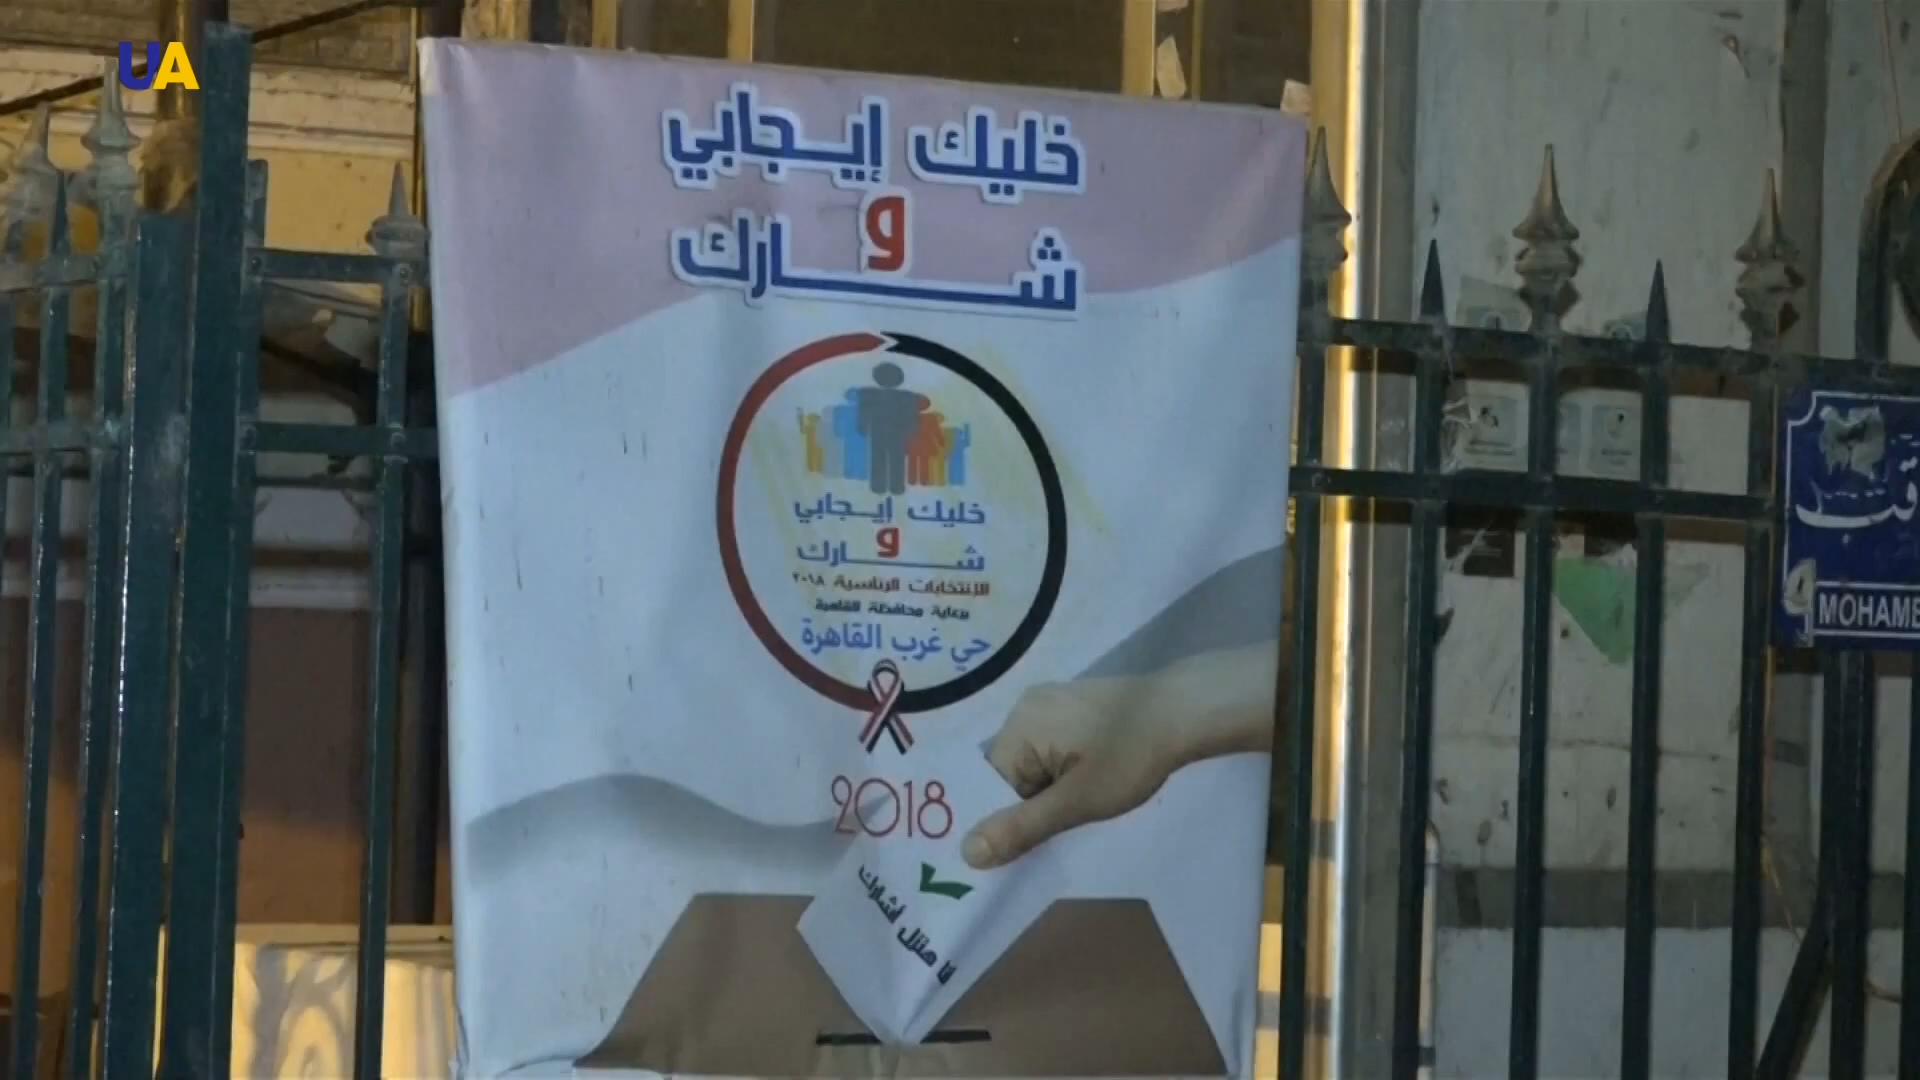 UA
خليك إيجابي
و
شارك
خليك إيجابي
و
شارك
الإنتخابات الرئاسية ٢٠١٨
برعاية محافظة القاهرة
حي غرب القاهرة
2018
أنا هنزل أشارك
MOHAME